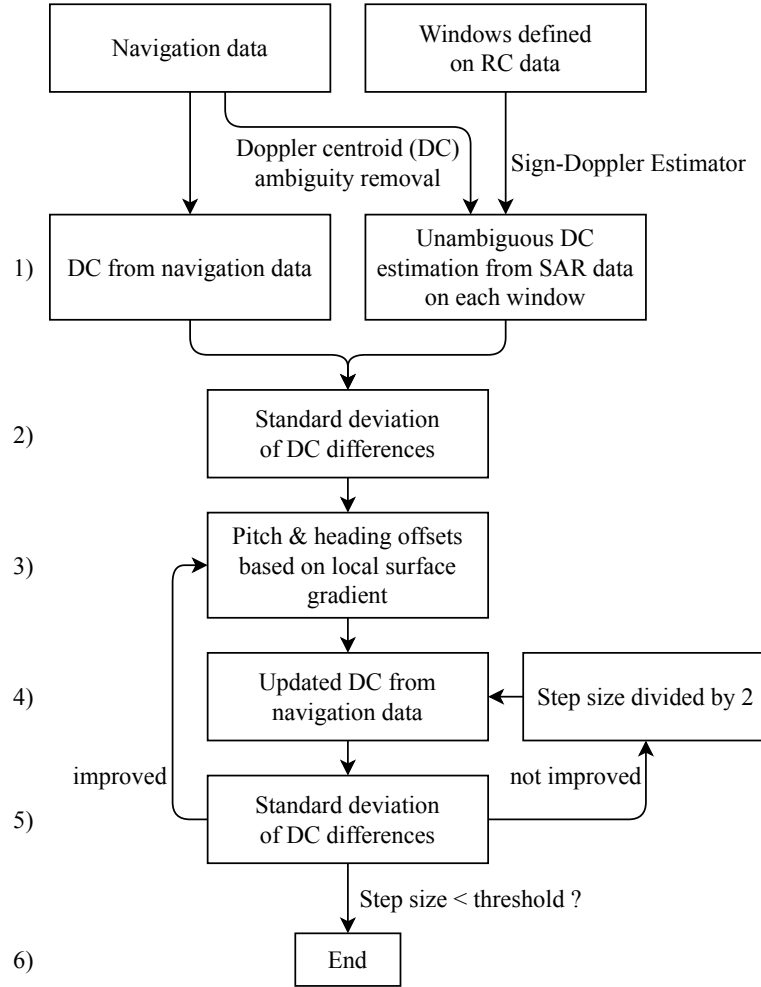 Navigation data
Windows defined
on RC data
Doppler centroid (DC)
ambiguity removal
Sign-Doppler Estimator
1)
DC from navigation data
Unambiguous DC
estimation from SAR data
on each window
2)
Standard deviation
of DC differences
3)
Pitch & heading offsets
based on local surface
gradient
4)
Updated DC from
navigation data
Step size divided by 2
improved
not improved
5)
Standard deviation
of DC differences
Step size < threshold ?
6)
End